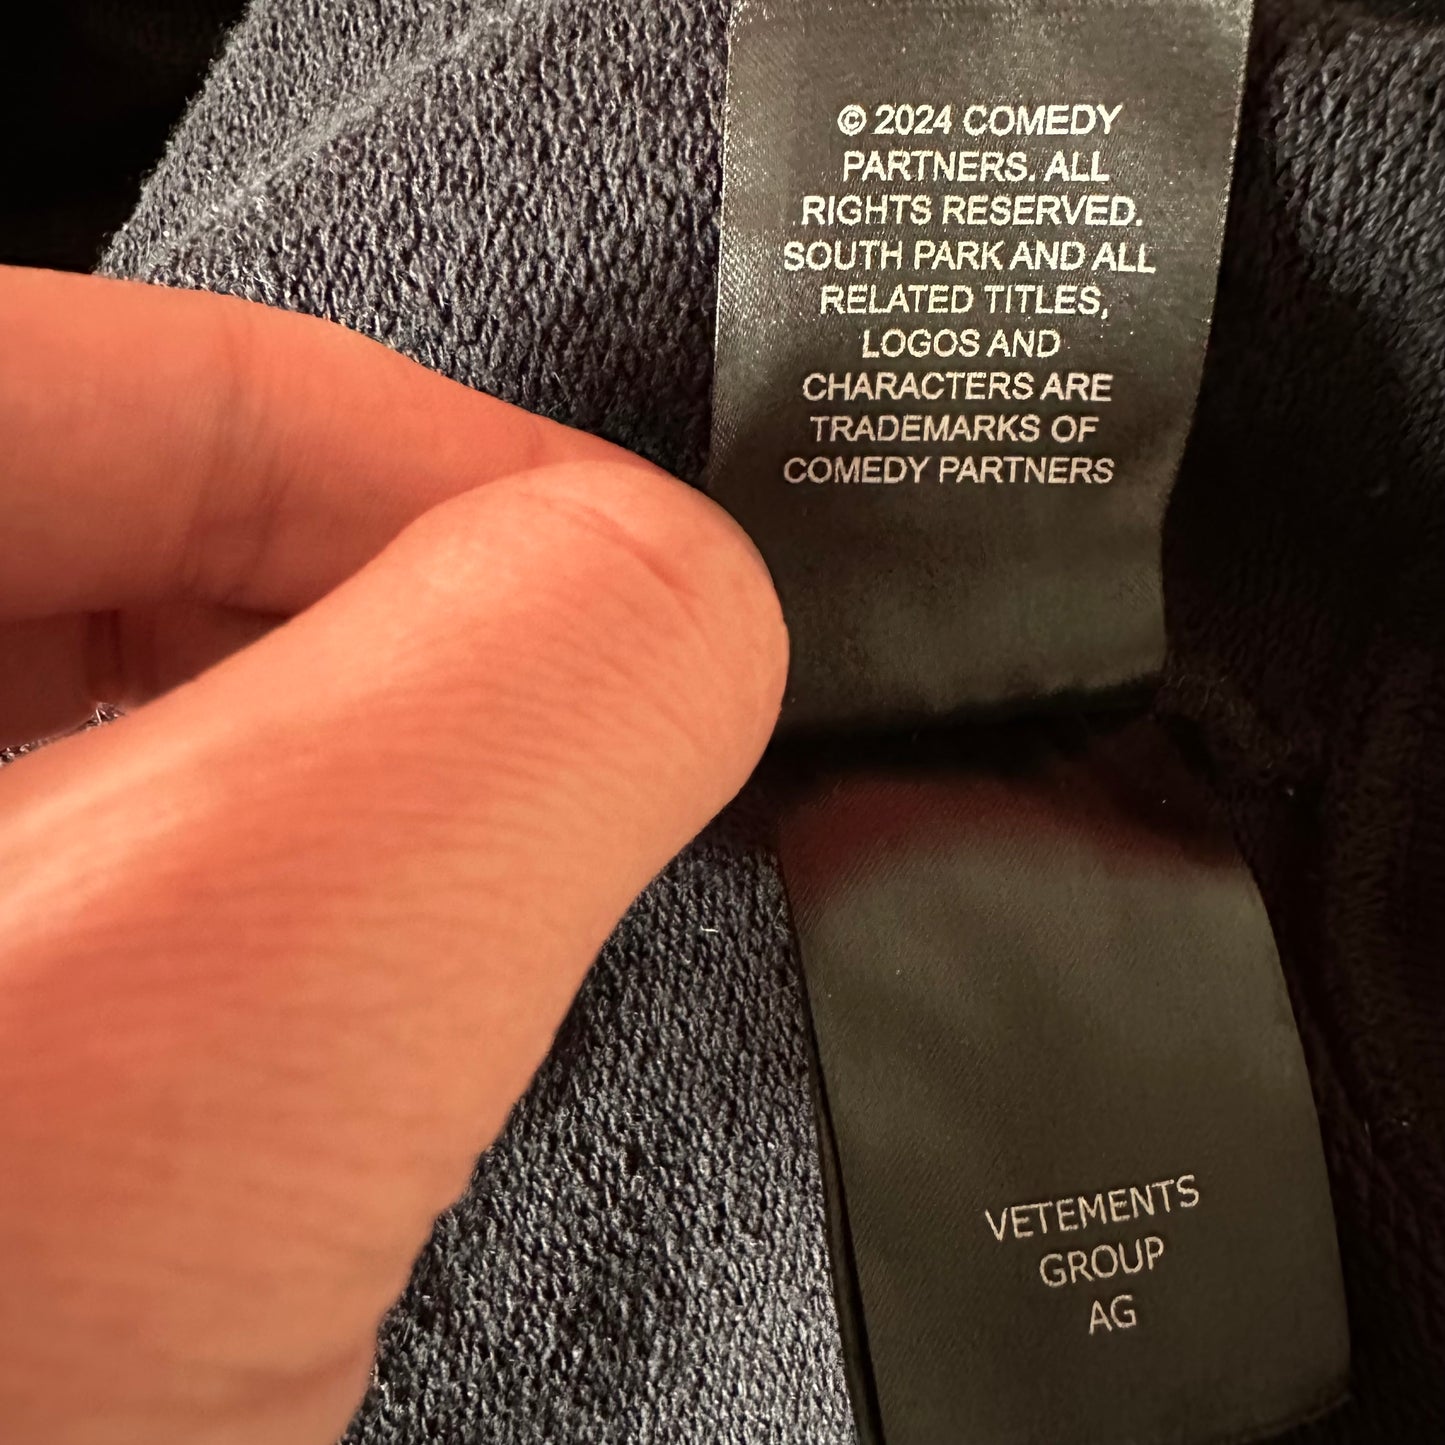 © 2024 COMEDY
PARTNERS. ALL
RIGHTS RESERVED.
SOUTH PARK AND ALL
RELATED TITLES,
LOGOS AND
CHARACTERS ARE
TRADEMARKS OF
COMEDY PARTNERS
VETEMENTS
GROUP
AG